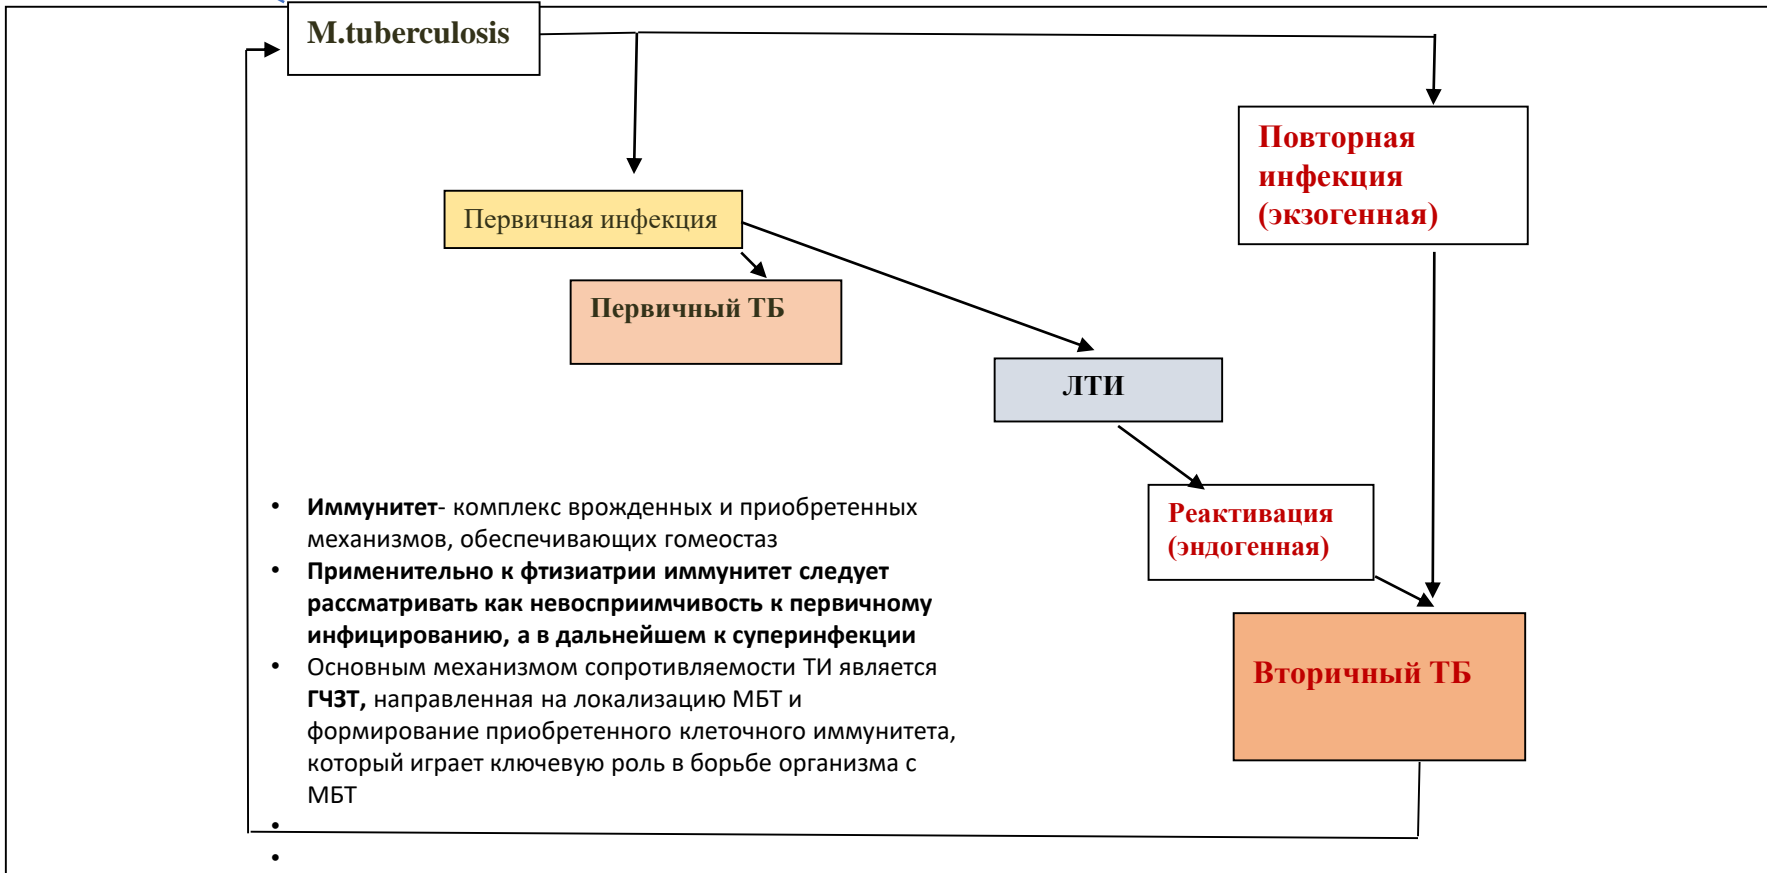 M.tuberculosis
Повторная
инфекция
(экзогенная)
Первичная инфекция
Первичный ТБ
ЛТИ
Реактивация
(эндогенная)
Вторичный ТБ
• Иммунитет- комплекс врожденных и приобретенных
механизмов, обеспечивающих гомеостаз
• Применительно к фтизиатрии иммунитет следует
рассматривать как невосприимчивость к первичному
инфицированию, а в дальнейшем к суперинфекции
• Основным механизмом сопротивляемости ТИ является
ГЧЗТ, направленная на локализацию МБТ и
формирование приобретенного клеточного иммунитета,
который играет ключевую роль в борьбе организма с
МБТ
•
•